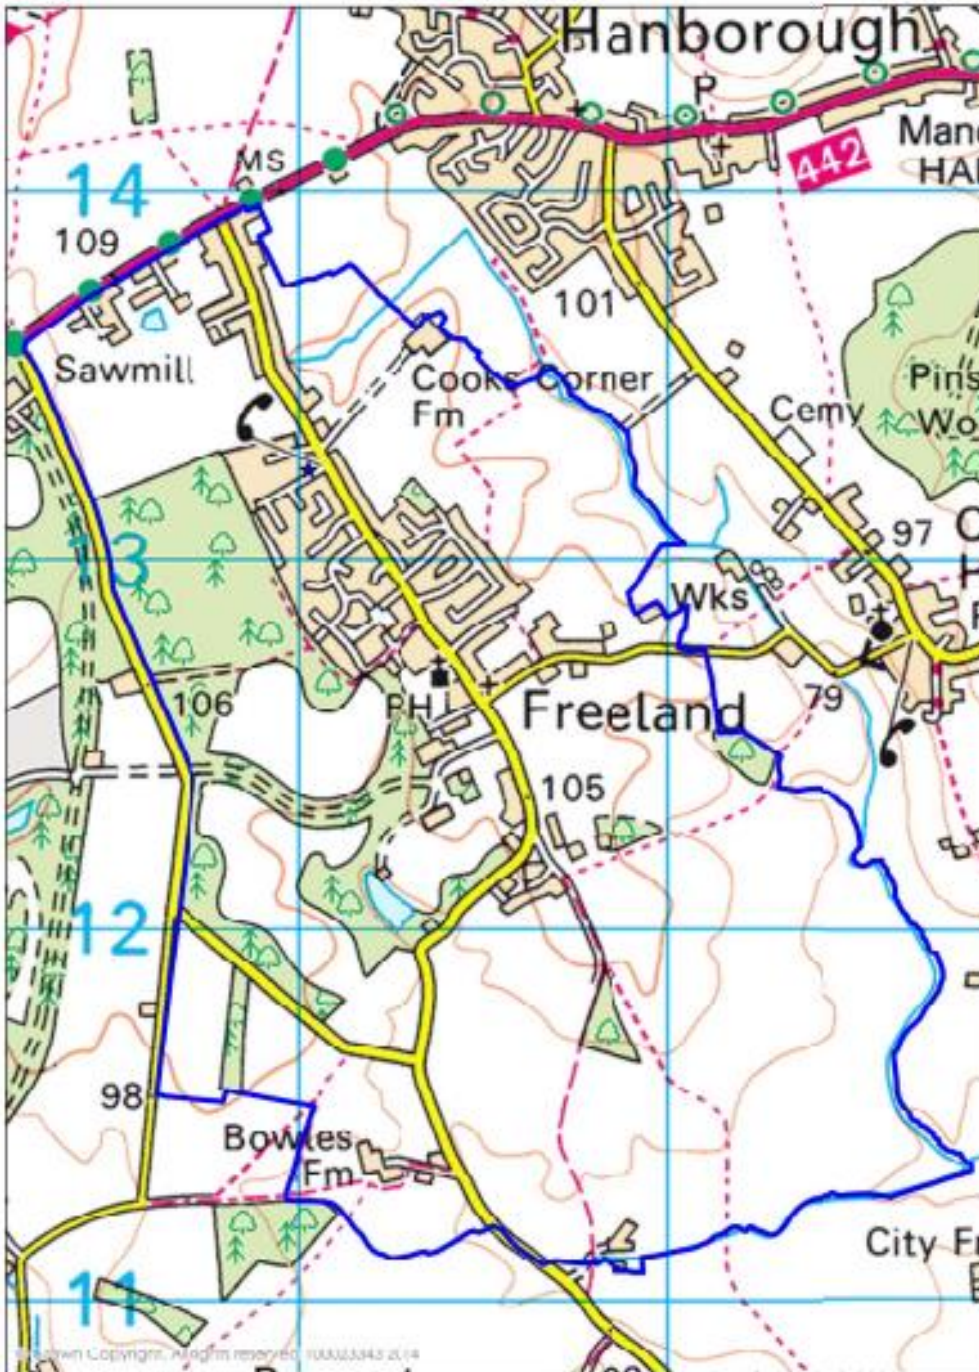 Hanborough
P
442
Man
HA
MS
14
109
101
Sawmill
Cooks Corner
Fm
Pins
Wo
Cemy
97
13
Wks
106
PH
Freeland
79
105
12
98
Bowles
Fm
City F
11